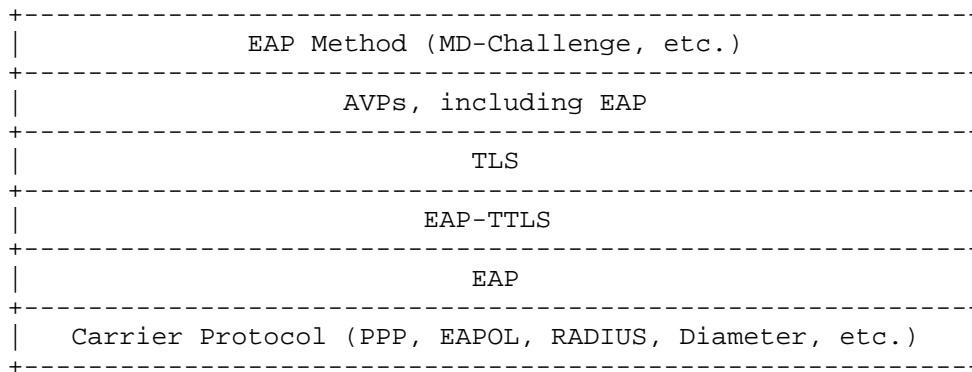 EAP Method (MD-Challenge, etc.)
AVPs, including EAP
TLS
EAP-TTLS
EAP
Carrier Protocol (PPP, EAPOL, RADIUS, Diameter, etc.)